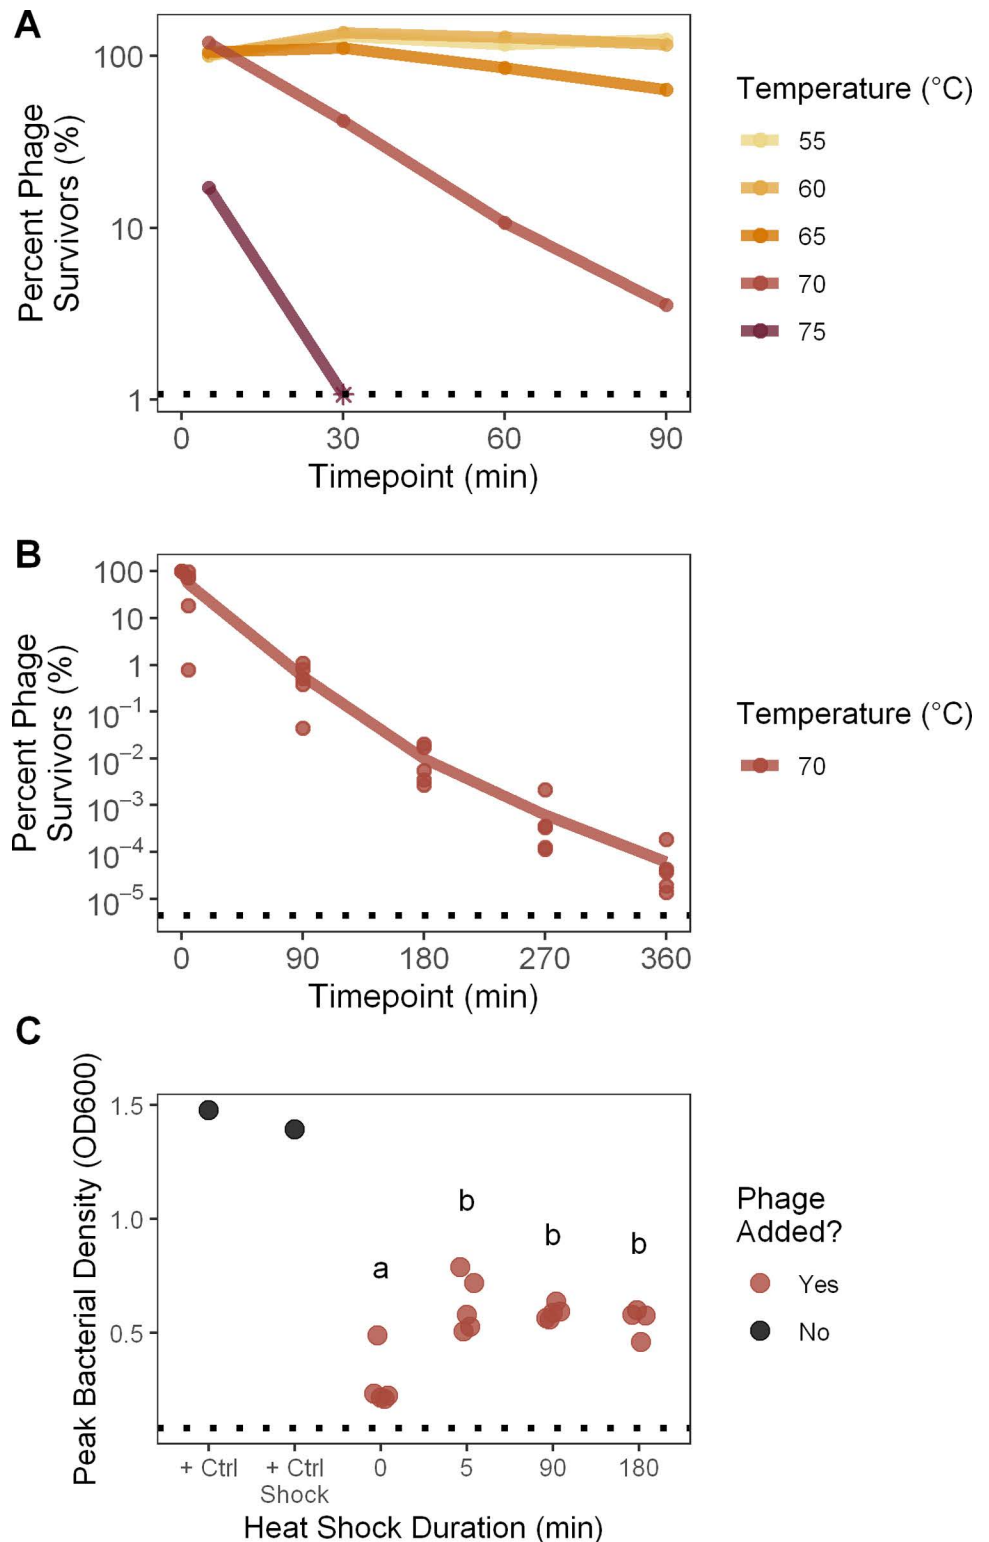 A
Percent Phage
Survivors (%)
100
10
1
0
30
60
90
Timepoint (min)
Temperature (°C)
55
60
65
70
75
B
Percent Phage
Survivors (%)
100
10
1
10⁻¹
10⁻²
10⁻³
10⁻⁴
10⁻⁵
0
90
180
270
360
Timepoint (min)
Temperature (°C)
70
C
Peak Bacterial Density (OD600)
1.5
1.0
0.5
a
b
b
b
+ Ctrl
+ Ctrl
Shock
0
5
90
180
Heat Shock Duration (min)
Phage
Added?
Yes
No